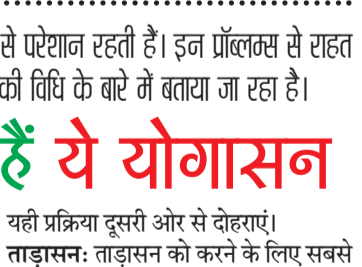 से परेशान रहती हैं। इन प्रॉब्लम्स से राहत
की विधि के बारे में बताया जा रहा है।
हैं ये योगासन
यही प्रक्रिया दूसरी ओर से दोहराएं।
ताड़ासनः ताड़ासन को करने के लिए सबसे